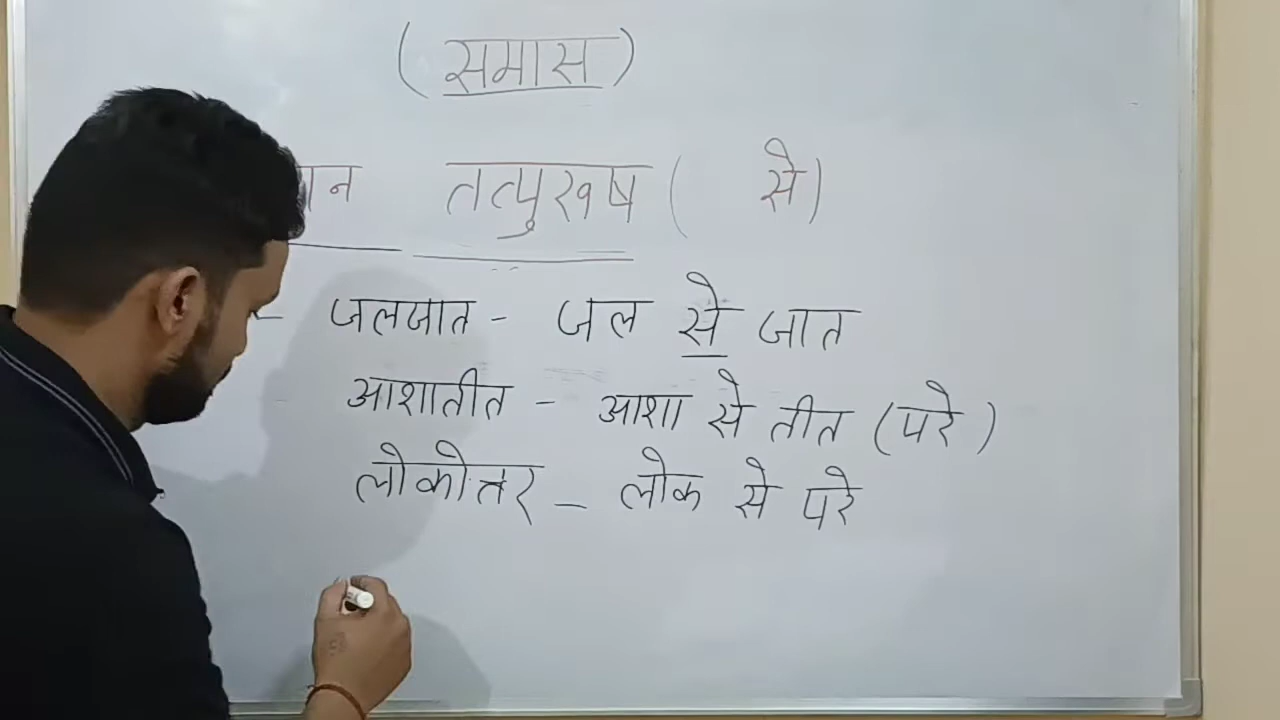 ( समास )
तत्पुरुष ( से )
- जलजात - जल से जात
आशातीत - आशा से तीत (परे)
लोकोत्तर - लोक से परे